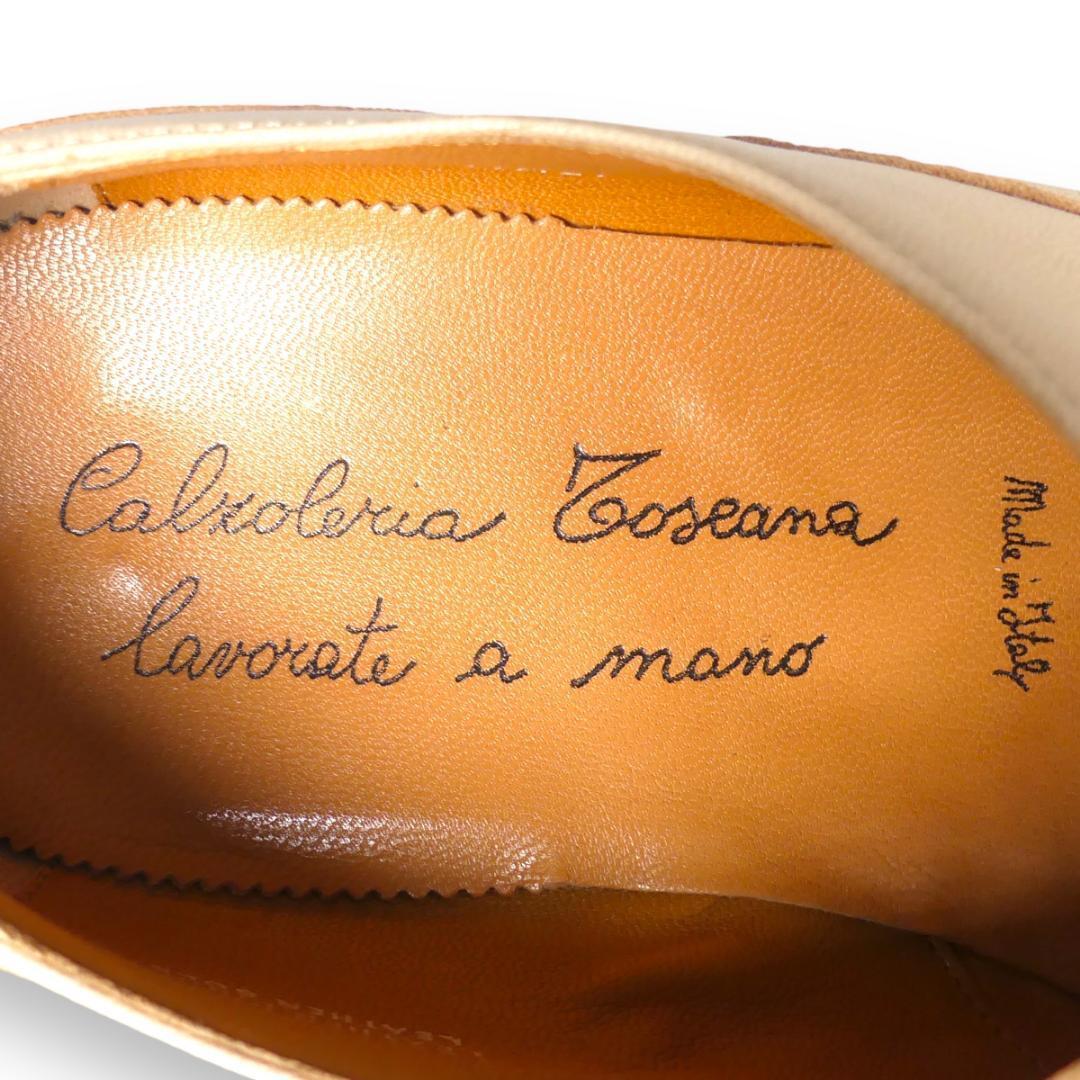 Calzoleria Toscana
lavorate a mano
Made in Italy